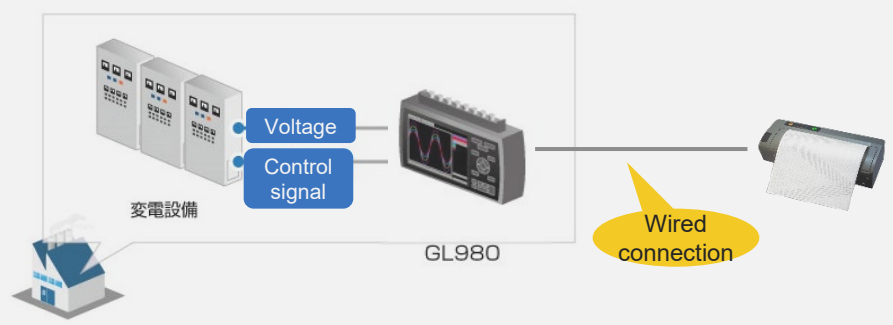 Voltage
Control
signal
変電設備
GL980
Wired
connection